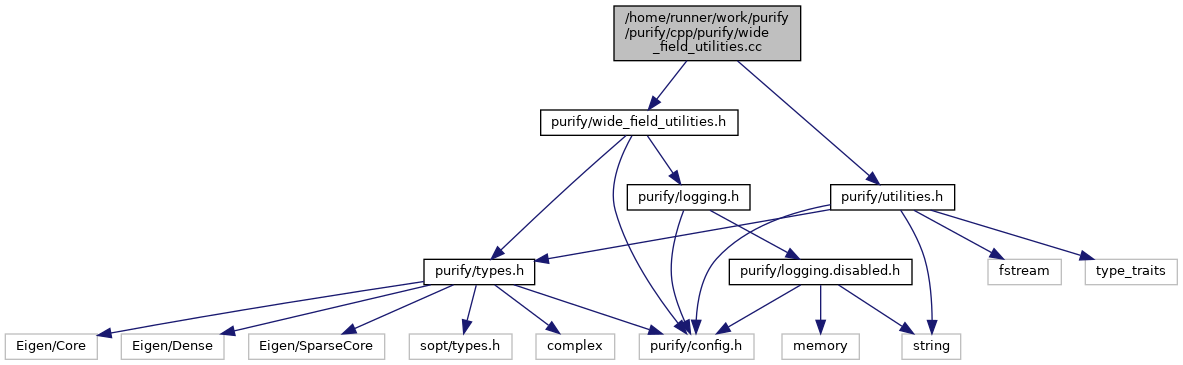 /home/runner/work/purify
/purify/cpp/purify/wide
_field_utilities.cc
purify/wide_field_utilities.h
purify/logging.h
purify/utilities.h
purify/types.h
purify/logging.disabled.h
fstream
type_traits
Eigen/Core
Eigen/Dense
Eigen/SparseCore
sopt/types.h
complex
purify/config.h
memory
string